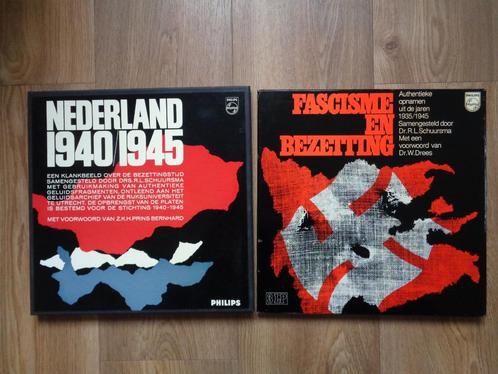 NEDERLAND
1940/1945
EEN KLANKBEELD OVER DE BEZETTINGSTIJD
SAMENGESTELD DOOR DRS. R.L. SCHUURSMA
MET GEBRUIKMAKING VAN AUTHENTIEKE
GELUIDSFRAGMENTEN, ONTLEEND AAN HET
GELUIDSARCHIEF VAN DE RIJKSUNIVERSITEIT
TE UTRECHT. DE OPBRENGST VAN DE PLATEN
IS BESTEMD VOOR DE STICHTING 1940-1945
MET VOORWOORD VAN Z.K.H. PRINS BERNHARD
PHILIPS
FASCISME
EN
BEZETTING
Authentieke
opnamen
uit de jaren
1935/1945
Samengesteld door
Dr. R.L. Schuursma
Met een
voorwoord van
Dr. W. Drees
PHILIPS